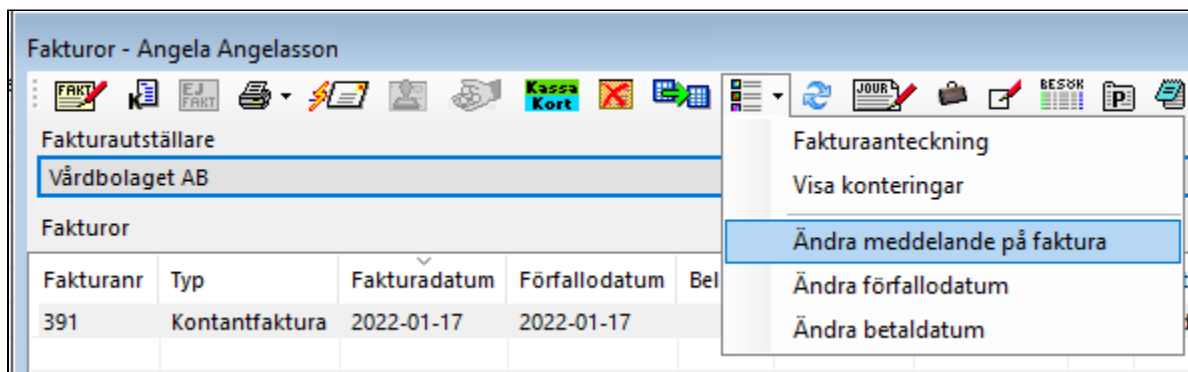 Fakturor - Angela Angelasson
FAKT EJ FAKT Kassa Kort JOUR BESÖK P
Fakturautställare
Vårdbolaget AB
Fakturor
Fakturanr Typ Fakturadatum Förfallodatum Bel
391 Kontantfaktura 2022-01-17 2022-01-17
Fakturaanteckning
Visa konteringar
Ändra meddelande på faktura
Ändra förfallodatum
Ändra betaldatum